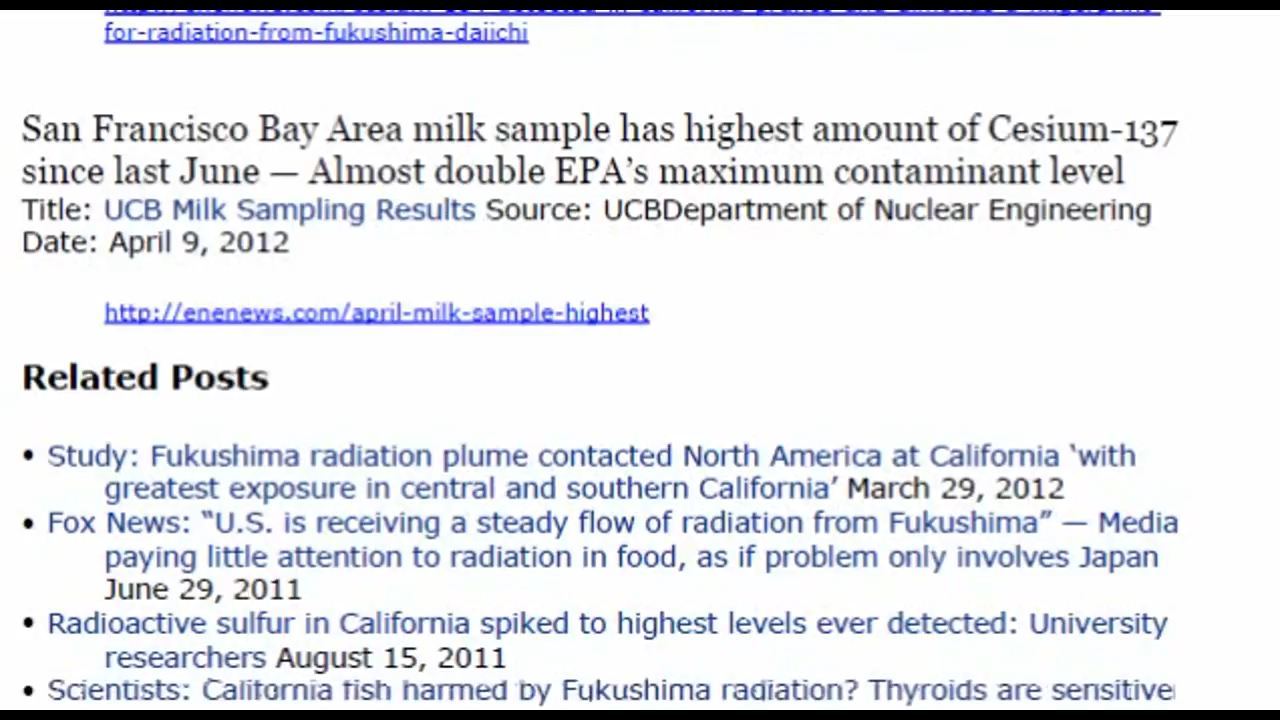 for-radiation-from-fukushima-daiichi
San Francisco Bay Area milk sample has highest amount of Cesium-137
since last June — Almost double EPA’s maximum contaminant level
Title: UCB Milk Sampling Results Source: UCBDepartment of Nuclear Engineering
Date: April 9, 2012
http://enenews.com/april-milk-sample-highest
Related Posts
• Study: Fukushima radiation plume contacted North America at California ‘with
greatest exposure in central and southern California’ March 29, 2012
• Fox News: “U.S. is receiving a steady flow of radiation from Fukushima” — Media
paying little attention to radiation in food, as if problem only involves Japan
June 29, 2011
• Radioactive sulfur in California spiked to highest levels ever detected: University
researchers August 15, 2011
• Scientists: California fish harmed by Fukushima radiation? Thyroids are sensitive